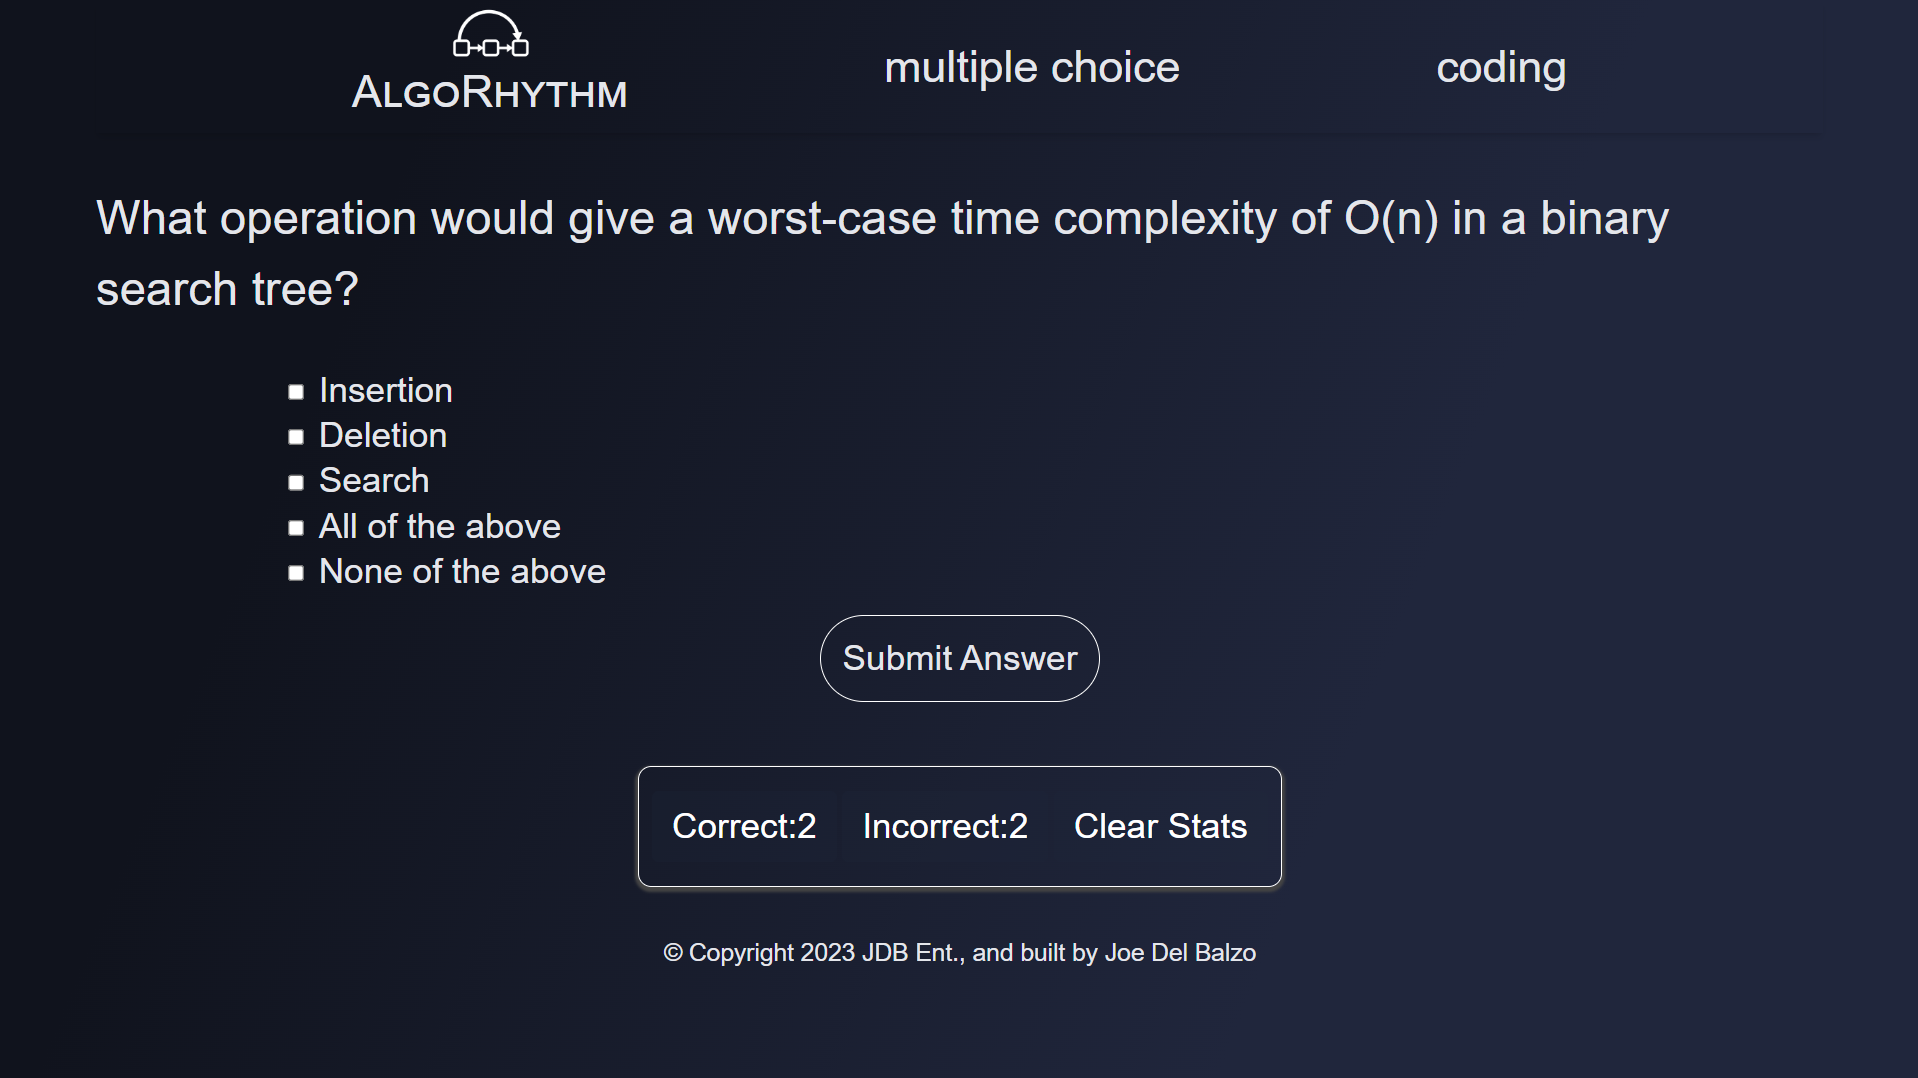 ALGORHYTHM
multiple choice
coding
What operation would give a worst-case time complexity of O(n) in a binary
search tree?
Insertion
Deletion
Search
All of the above
None of the above
Submit Answer
Correct:2
Incorrect:2
Clear Stats
© Copyright 2023 JDB Ent., and built by Joe Del Balzo